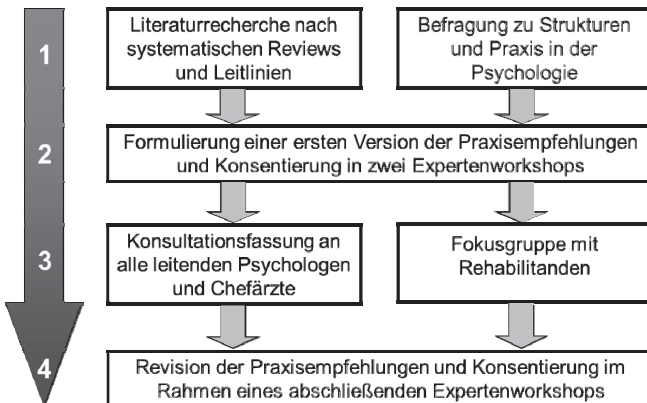 1
Literaturrecherche nach
systematischen Reviews
und Leitlinien
Befragung zu Strukturen
und Praxis in der
Psychologie
2
Formulierung einer ersten Version der Praxisempfehlungen
und Konsentierung in zwei Expertenworkshops
3
Konsultationsfassung an
alle leitenden Psychologen
und Chefärzte
Fokusgruppe mit
Rehabilitanden
4
Revision der Praxisempfehlungen und Konsentierung im
Rahmen eines abschließenden Expertenworkshops